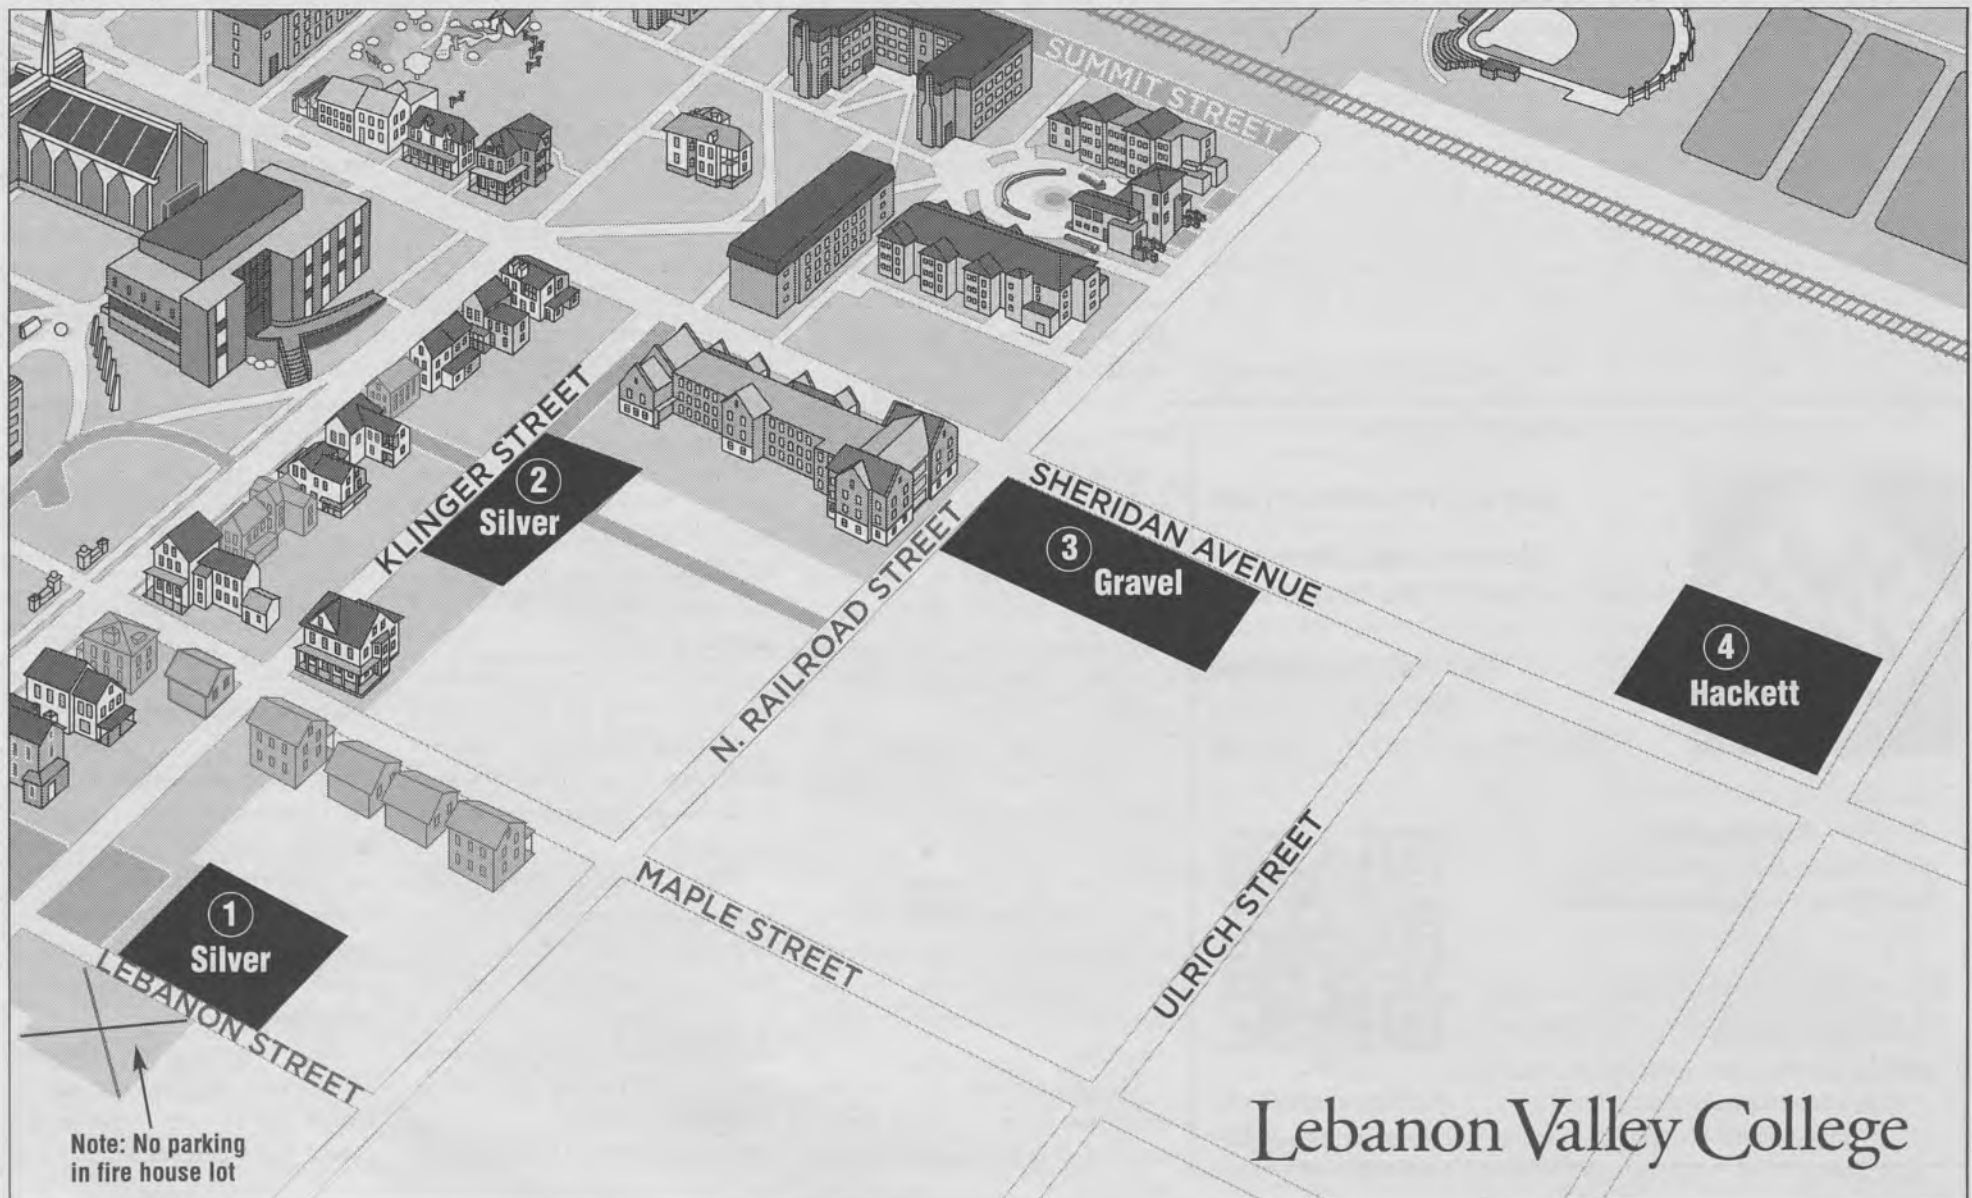 SUMMIT STREET
KLINGER STREET
2
Silver
SHERIDAN AVENUE
3
Gravel
N. RAILROAD STREET
4
Hackett
MAPLE STREET
ULRICH STREET
1
Silver
LEBANON STREET
Note: No parking
in fire house lot
Lebanon Valley College